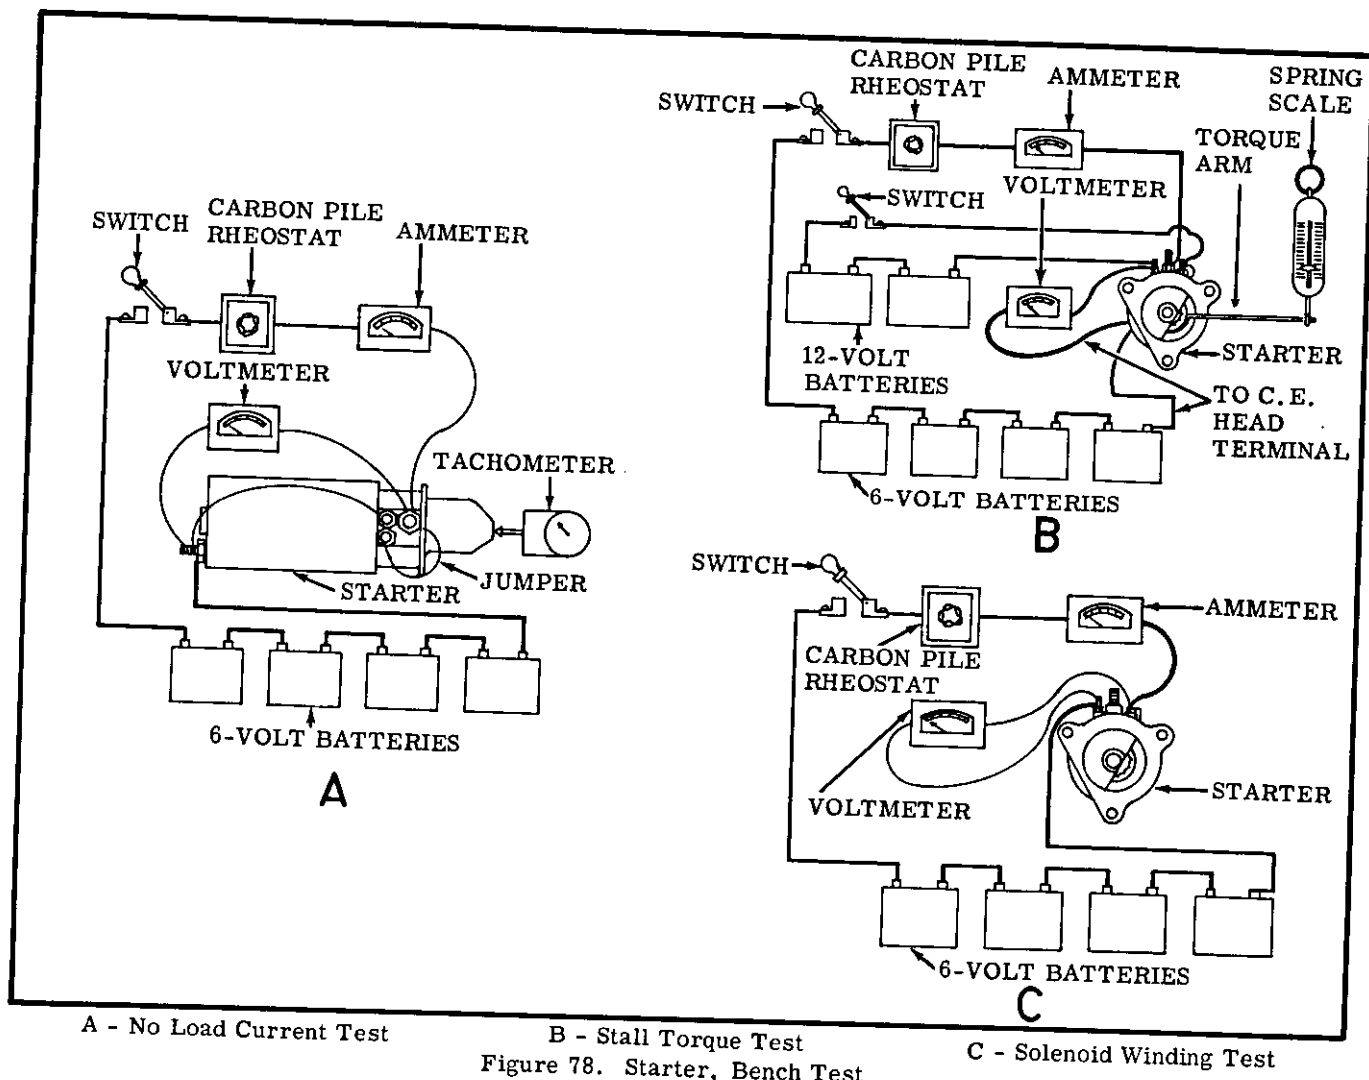 SWITCH
CARBON PILE
RHEOSTAT
AMMETER
VOLTMETER
TACHOMETER
JUMPER
STARTER
6-VOLT BATTERIES
A
CARBON PILE
RHEOSTAT
AMMETER
SPRING
SCALE
SWITCH
TORQUE
ARM
VOLTMETER
SWITCH
12-VOLT
BATTERIES
STARTER
TO C.E.
HEAD
TERMINAL
6-VOLT BATTERIES
B
SWITCH
AMMETER
CARBON PILE
RHEOSTAT
VOLTMETER
STARTER
6-VOLT BATTERIES
C
A - No Load Current Test
B - Stall Torque Test
C - Solenoid Winding Test
Figure 78. Starter, Bench Test